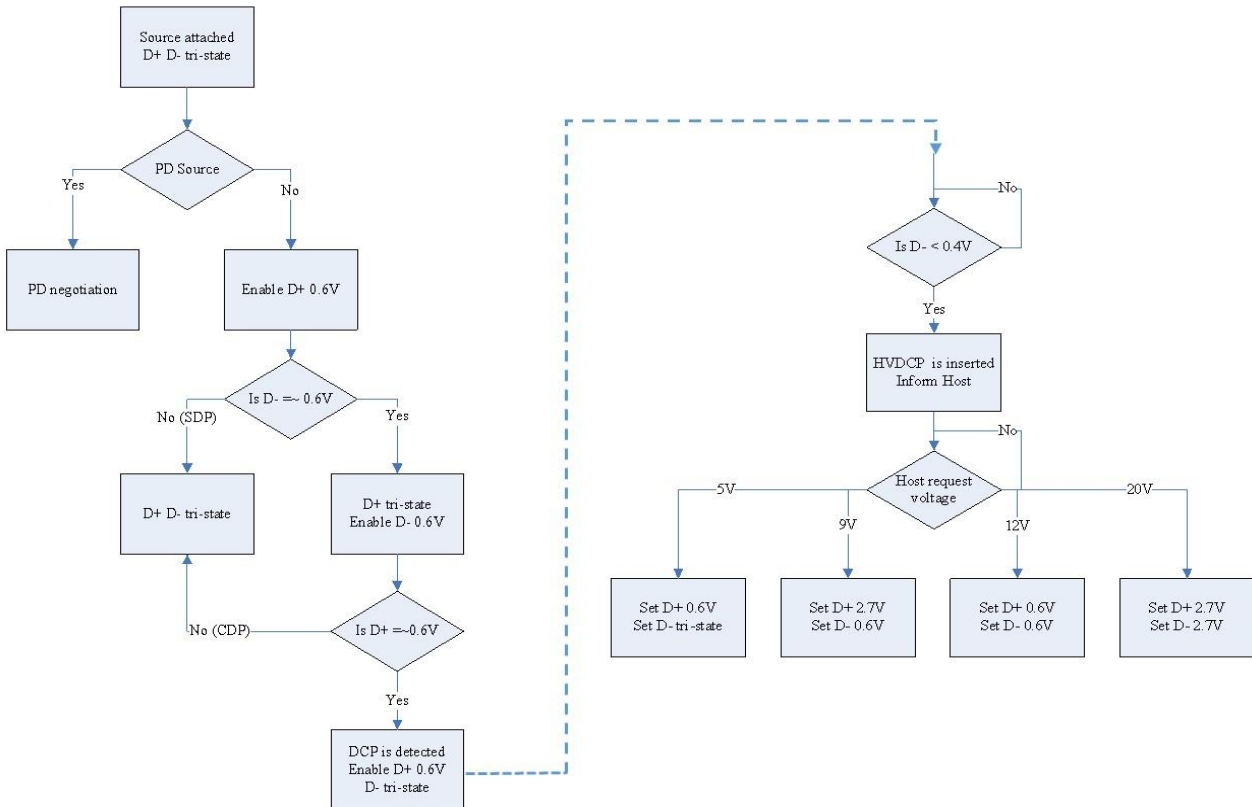 Source attached
D+ D- tri-state
PD Source
Yes
No
PD negotiation
Enable D+ 0.6V
Is D- =~ 0.6V
No (SDP)
Yes
D+ D- tri-state
D+ tri-state
Enable D- 0.6V
Is D+ =~0.6V
No (CDP)
Yes
DCP is detected
Enable D+ 0.6V
D- tri-state
No
Is D- < 0.4V
Yes
HVDCP is inserted
Inform Host
No
Host request
voltage
5V
9V
12V
20V
Set D+ 0.6V
Set D- tri-state
Set D+ 2.7V
Set D- 0.6V
Set D+ 0.6V
Set D- 0.6V
Set D+ 2.7V
Set D- 2.7V